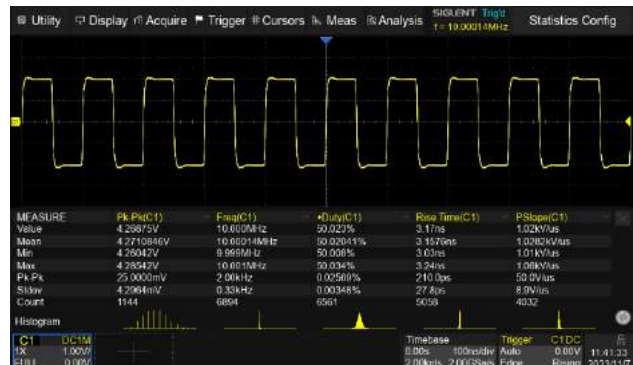 Utility Display Acquire Trigger Cursors Meas Analysis SIGLENT Trig'd Statistics Config
f = 10.00014MHz
MEASURE Pk-Pk(C1) Freq(C1) +Duty(C1) Rise Time(C1) PSlope(C1)
Value 4.26875V 10.000MHz 50.023% 3.17ns 1.02kV/us
Mean 4.2710846V 10.00014MHz 50.02041% 3.1576ns 1.0282kV/us
Min 4.26042V 9.999MHz 50.008% 3.03ns 1.01kV/us
Max 4.28542V 10.001MHz 50.034% 3.24ns 1.06kV/us
Pk-Pk 25.0000mV 2.00kHz 0.02569% 210.0ps 50.0V/us
Stdev 4.2964mV 0.33kHz 0.00348% 27.8ps 8.9V/us
Count 1144 6894 6561 5058 4032
Histogram
C1 DC1M Timebase Trigger C1 DC
1X 1.00V/ 0.00s 100ns/div Auto 0.00V 11:41:33
FULL 0.00V 2.00kpts 2.00GSa/s Edge Rising 2023/11/7